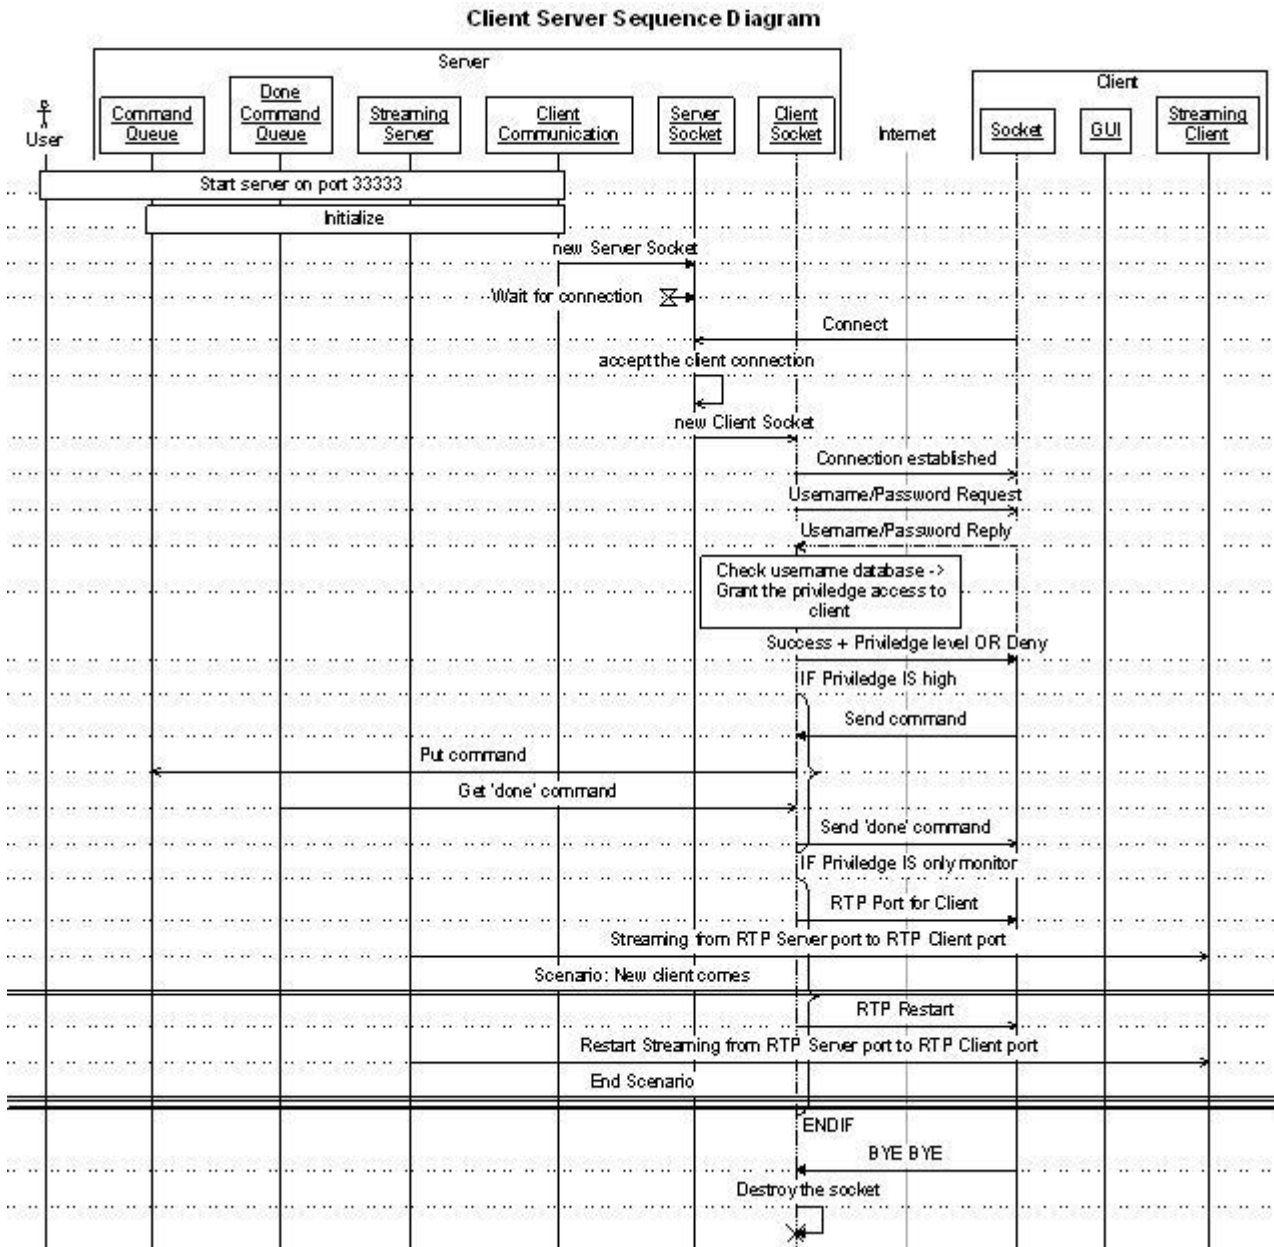 Client Server Sequence Diagram
Server
Client
User
Command
Queue
Done
Command
Queue
Streaming
Server
Client
Communication
Server
Socket
Client
Socket
Internet
Socket
GUI
Streaming
Client
Start server on port 33333
Initialize
new Server Socket
Wait for connection
Connect
accept the client connection
new Client Socket
Connection established
Username/Password Request
Username/Password Reply
Check username database ->
Grant the priviledge access to
client
Success + Priviledge level OR Deny
IF Priviledge IS high
Send command
Put command
Get 'done' command
Send 'done' command
IF Priviledge IS only monitor
RTP Port for Client
Streaming from RTP Server port to RTP Client port
Scenario: New client comes
RTP Restart
Restart Streaming from RTP Server port to RTP Client port
End Scenario
ENDIF
BYE BYE
Destroy the socket